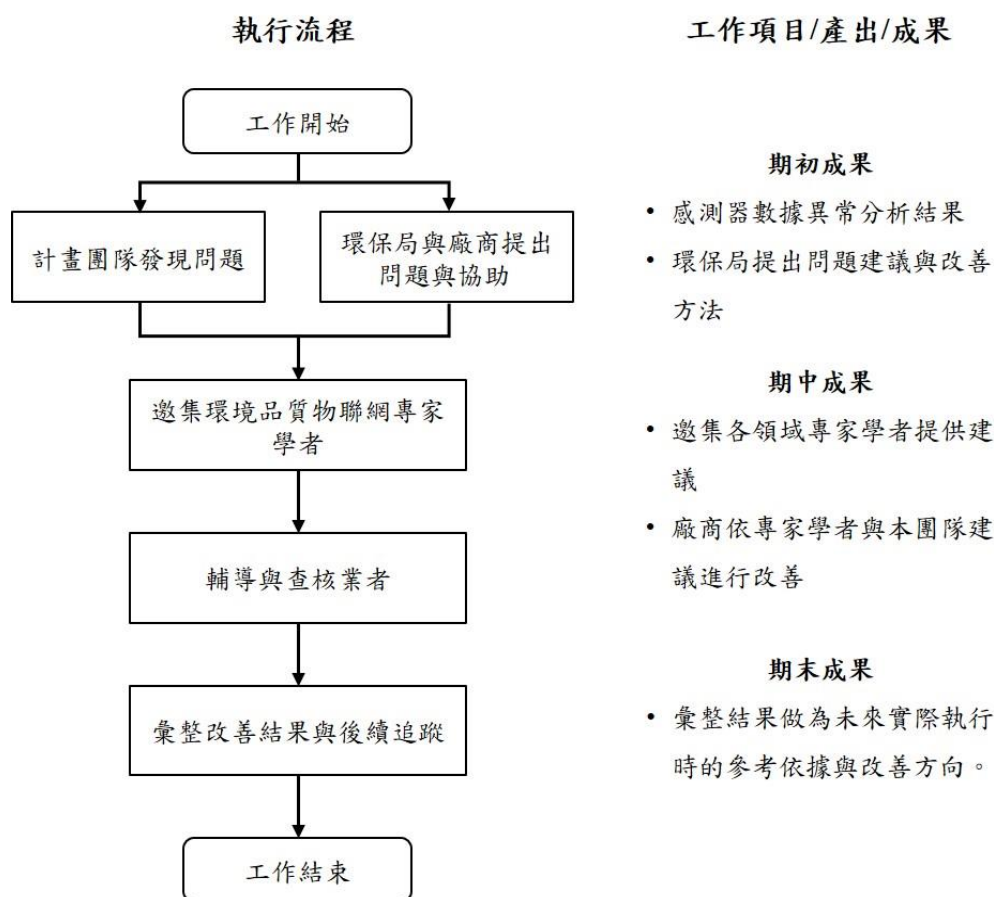 執行流程
工作開始
計畫團隊發現問題
環保局與廠商提出
問題與協助
邀集環境品質物聯網專家
學者
輔導與查核業者
彙整改善結果與後續追蹤
工作結束
工作項目/產出/成果
期初成果
• 感測器數據異常分析結果
• 環保局提出問題建議與改善
方法
期中成果
• 邀集各領域專家學者提供建
議
• 廠商依專家學者與本團隊建
議進行改善
期末成果
• 彙整結果做為未來實際執行
時的參考依據與改善方向。